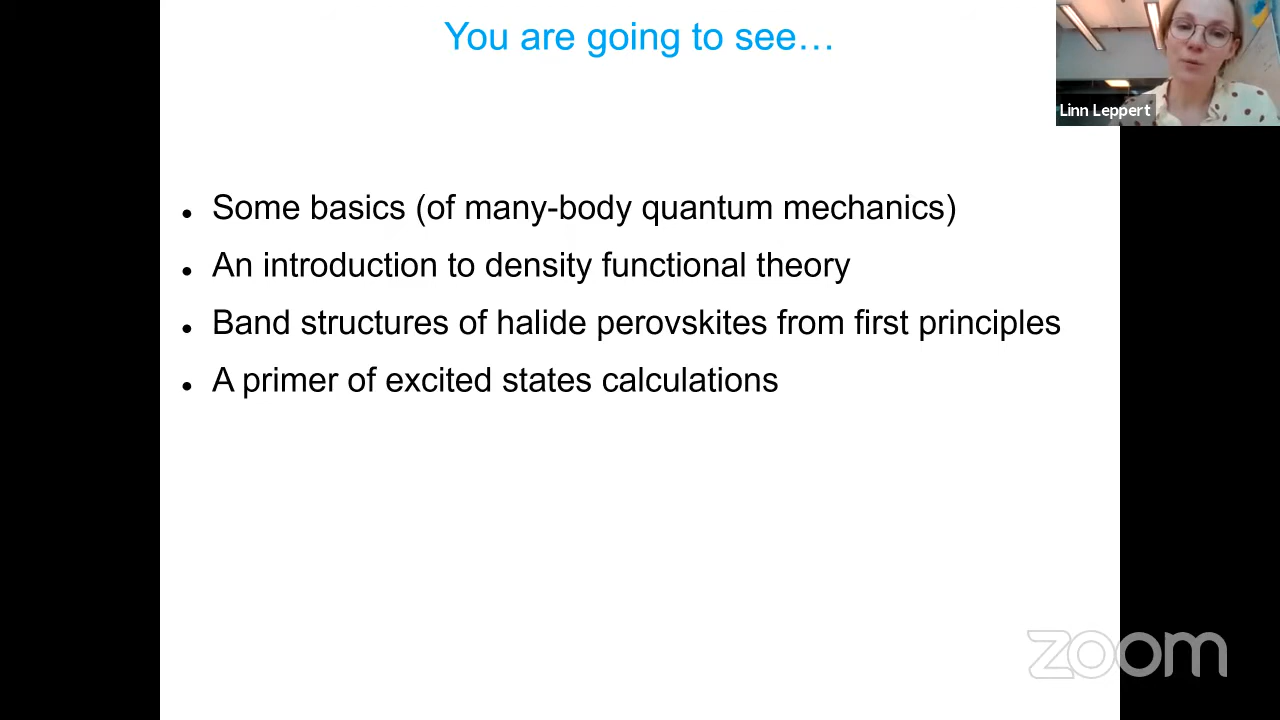 You are going to see…
Linn Leppert
• Some basics (of many-body quantum mechanics)
• An introduction to density functional theory
• Band structures of halide perovskites from first principles
• A primer of excited states calculations
zoom